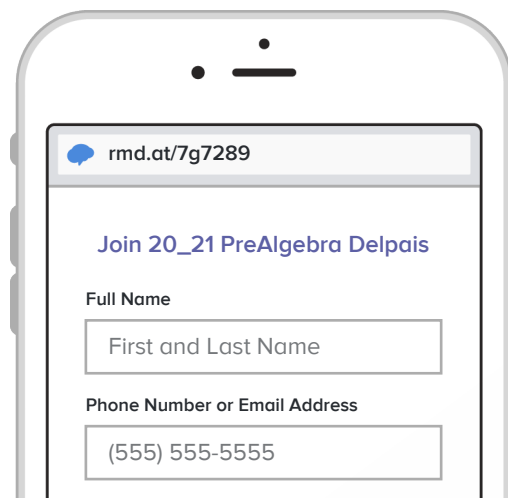 rmd.at/7g7289
Join 20_21 PreAlgebra Delpais
Full Name
First and Last Name
Phone Number or Email Address
(555) 555-5555